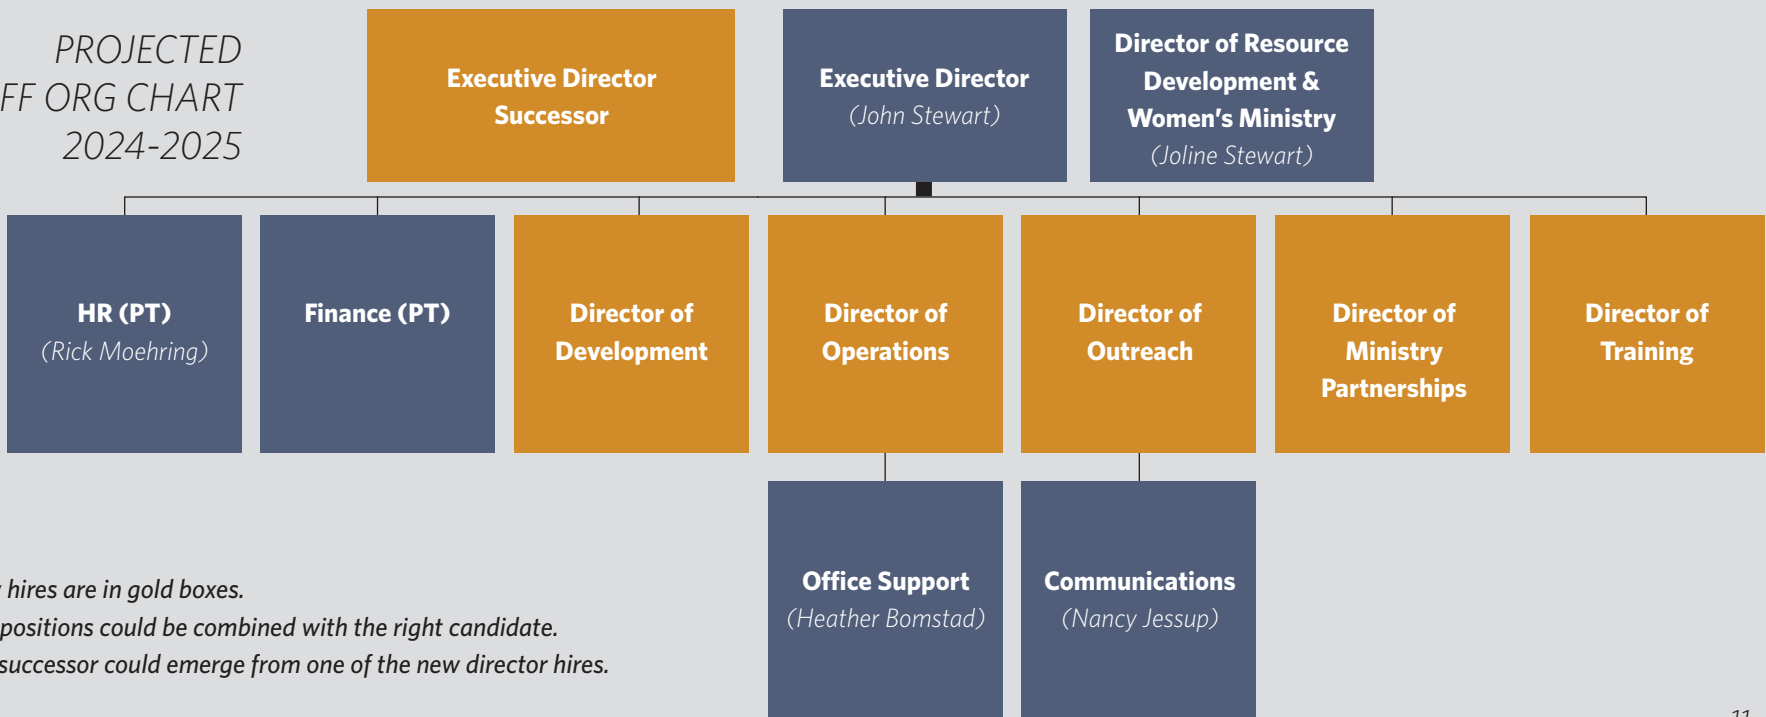 PROJECTED
FF ORG CHART
2024-2025
Executive Director
Successor
Executive Director
(John Stewart)
Director of Resource
Development &
Women's Ministry
(Joline Stewart)
HR (PT)
(Rick Moehring)
Finance (PT)
Director of
Development
Director of
Operations
Director of
Outreach
Director of
Ministry
Partnerships
Director of
Training
Office Support
(Heather Bomstad)
Communications
(Nancy Jessup)
hires are in gold boxes.
positions could be combined with the right candidate.
successor could emerge from one of the new director hires.
11